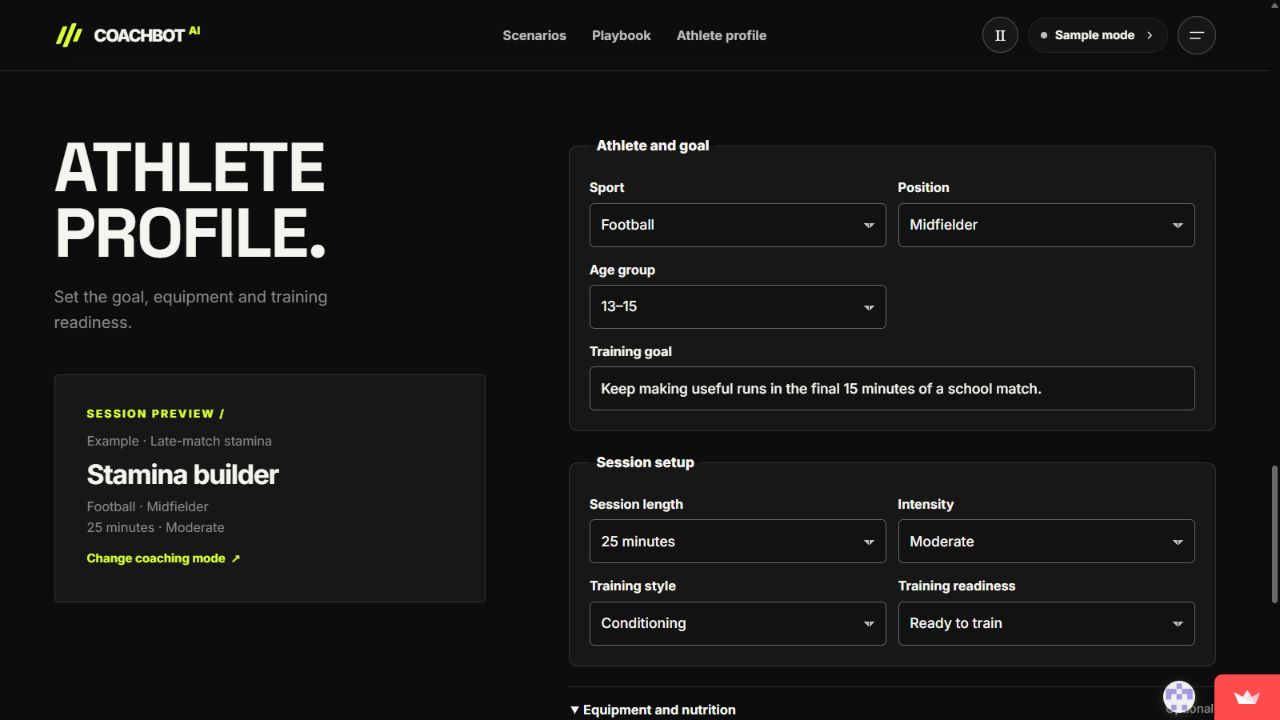 COACHBOT AI
Scenarios Playbook Athlete profile
Sample mode
ATHLETE
PROFILE.
Set the goal, equipment and training
readiness.
SESSION PREVIEW /
Example · Late-match stamina
Stamina builder
Football · Midfielder
25 minutes · Moderate
Change coaching mode ↗
Athlete and goal
Sport Position
Football Midfielder
Age group
13–15
Training goal
Keep making useful runs in the final 15 minutes of a school match.
Session setup
Session length Intensity
25 minutes Moderate
Training style Training readiness
Conditioning Ready to train
Equipment and nutrition